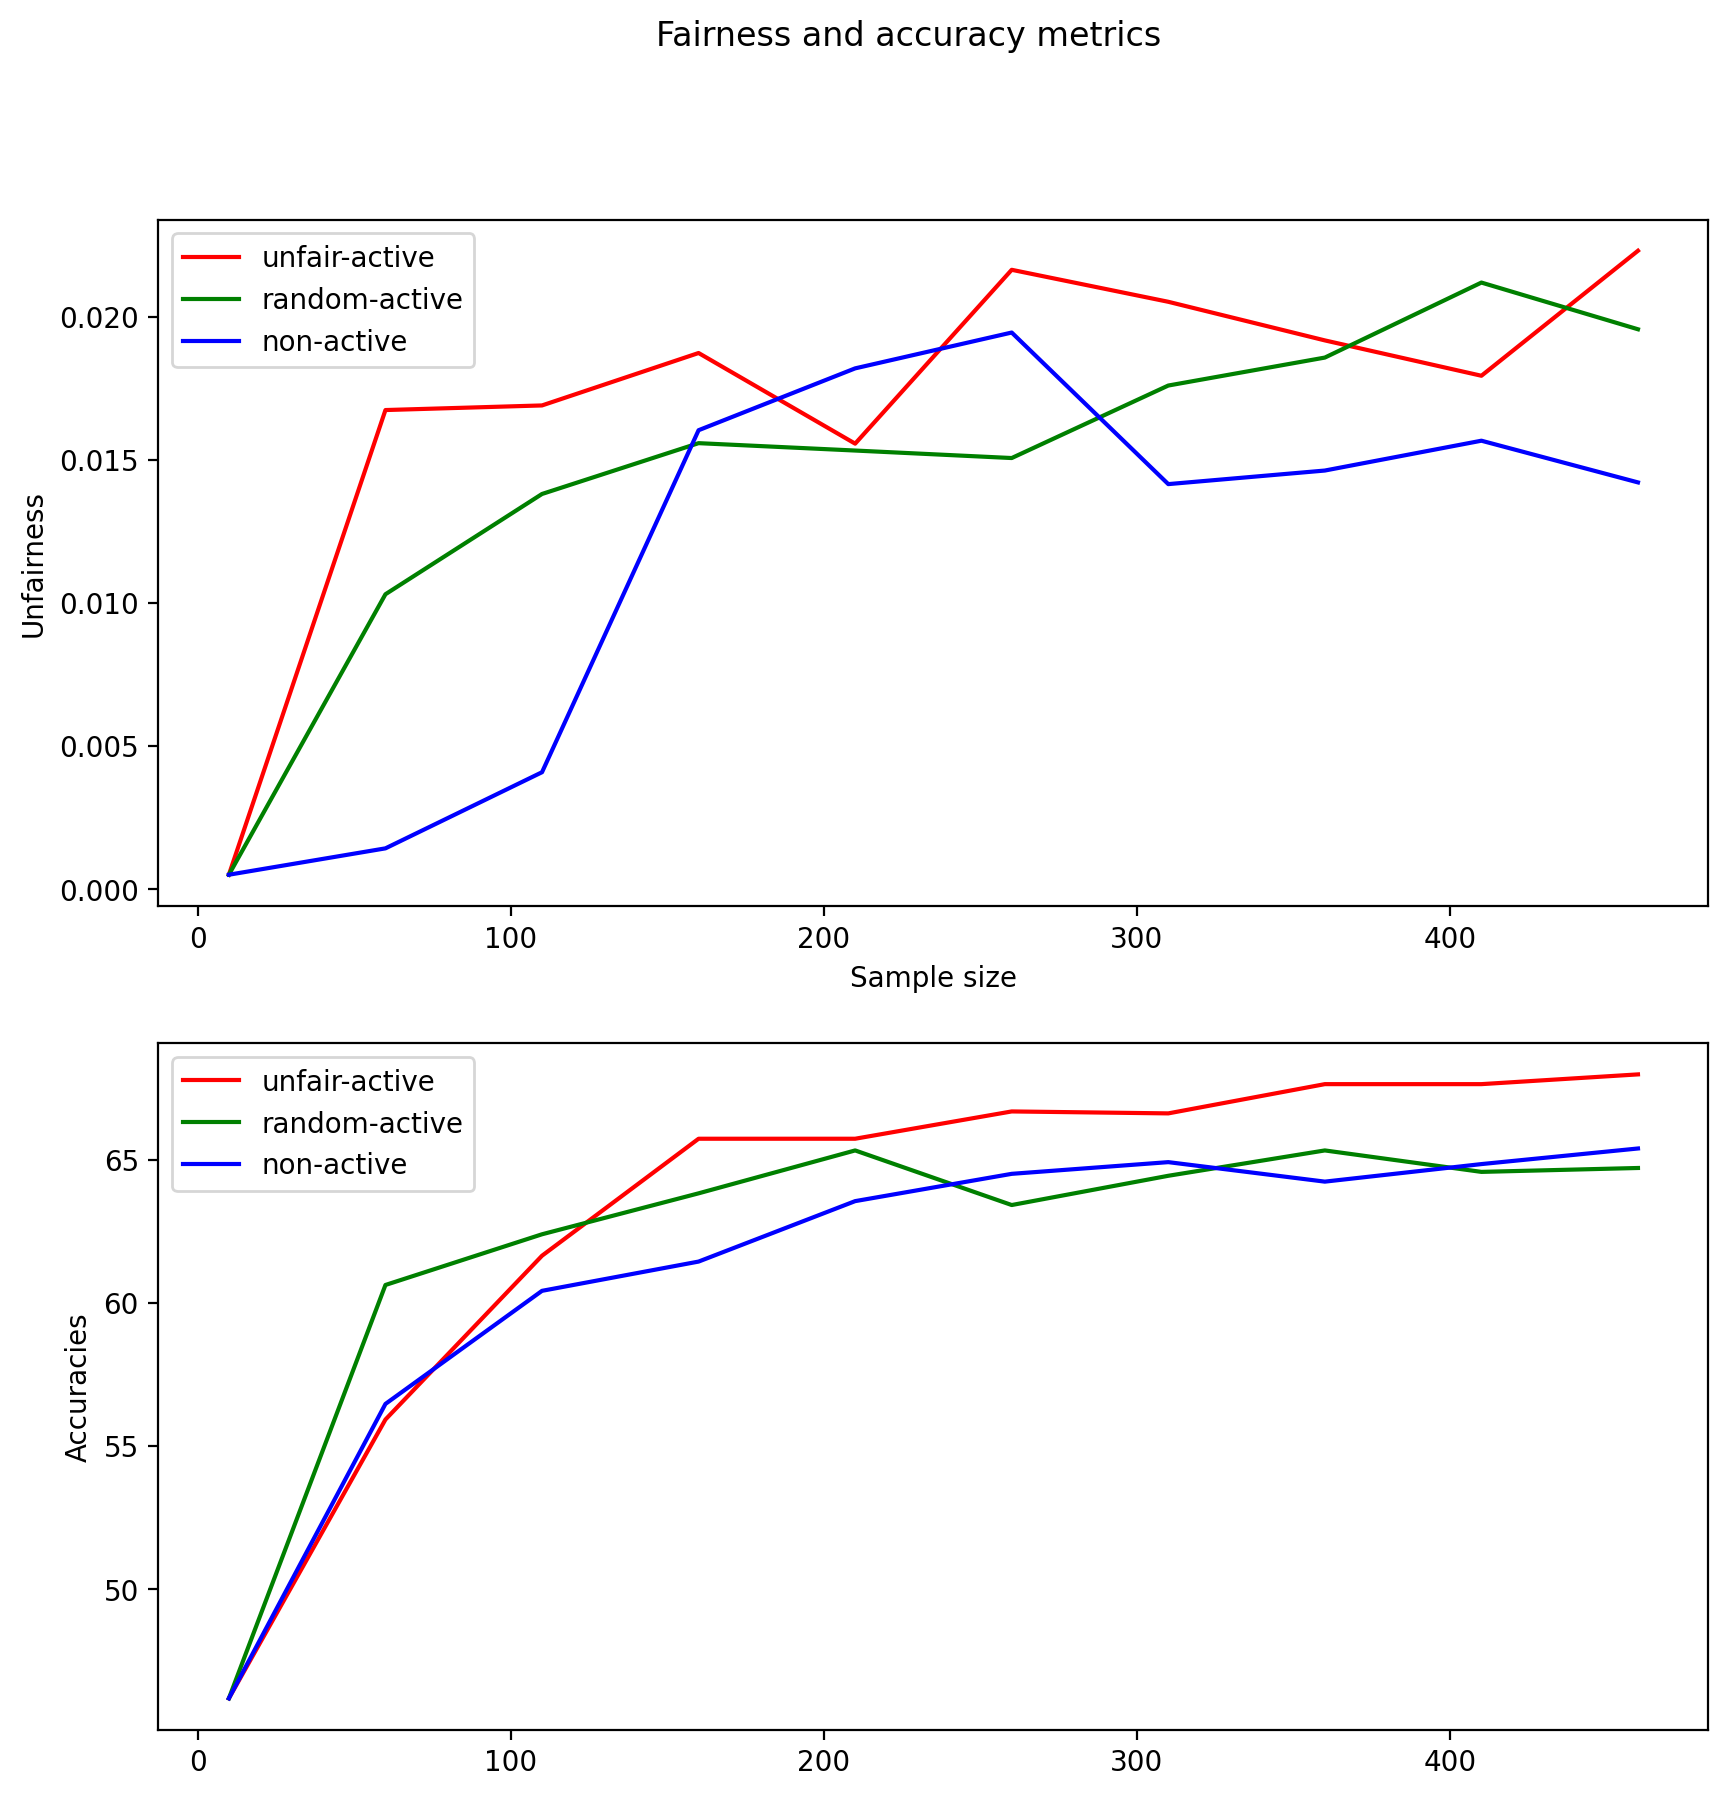 Fairness and accuracy metrics
unfair-active
random-active
non-active
0.020
0.015
0.010
0.005
0.000
Unfairness
0 100 200 300 400
Sample size
unfair-active
random-active
non-active
65
60
55
50
Accuracies
0 100 200 300 400